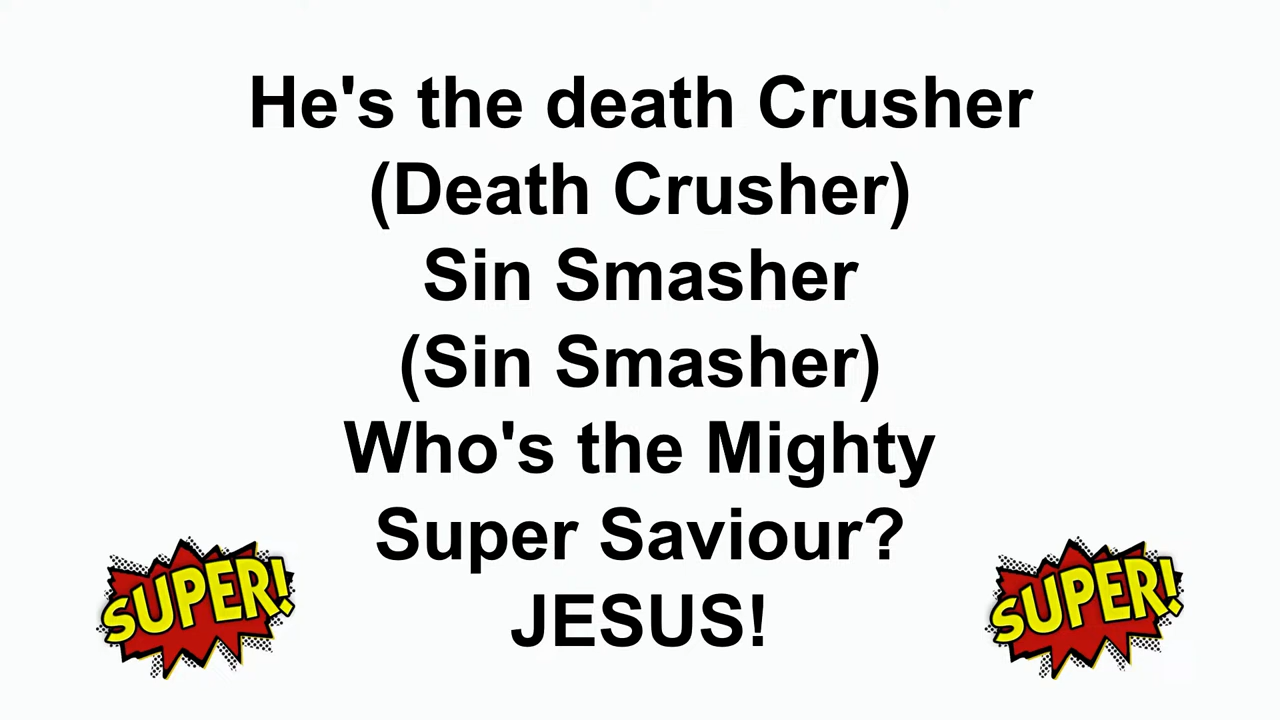 He's the death Crusher
(Death Crusher)
Sin Smasher
(Sin Smasher)
Who's the Mighty
Super Saviour?
JESUS!
SUPER!
SUPER!